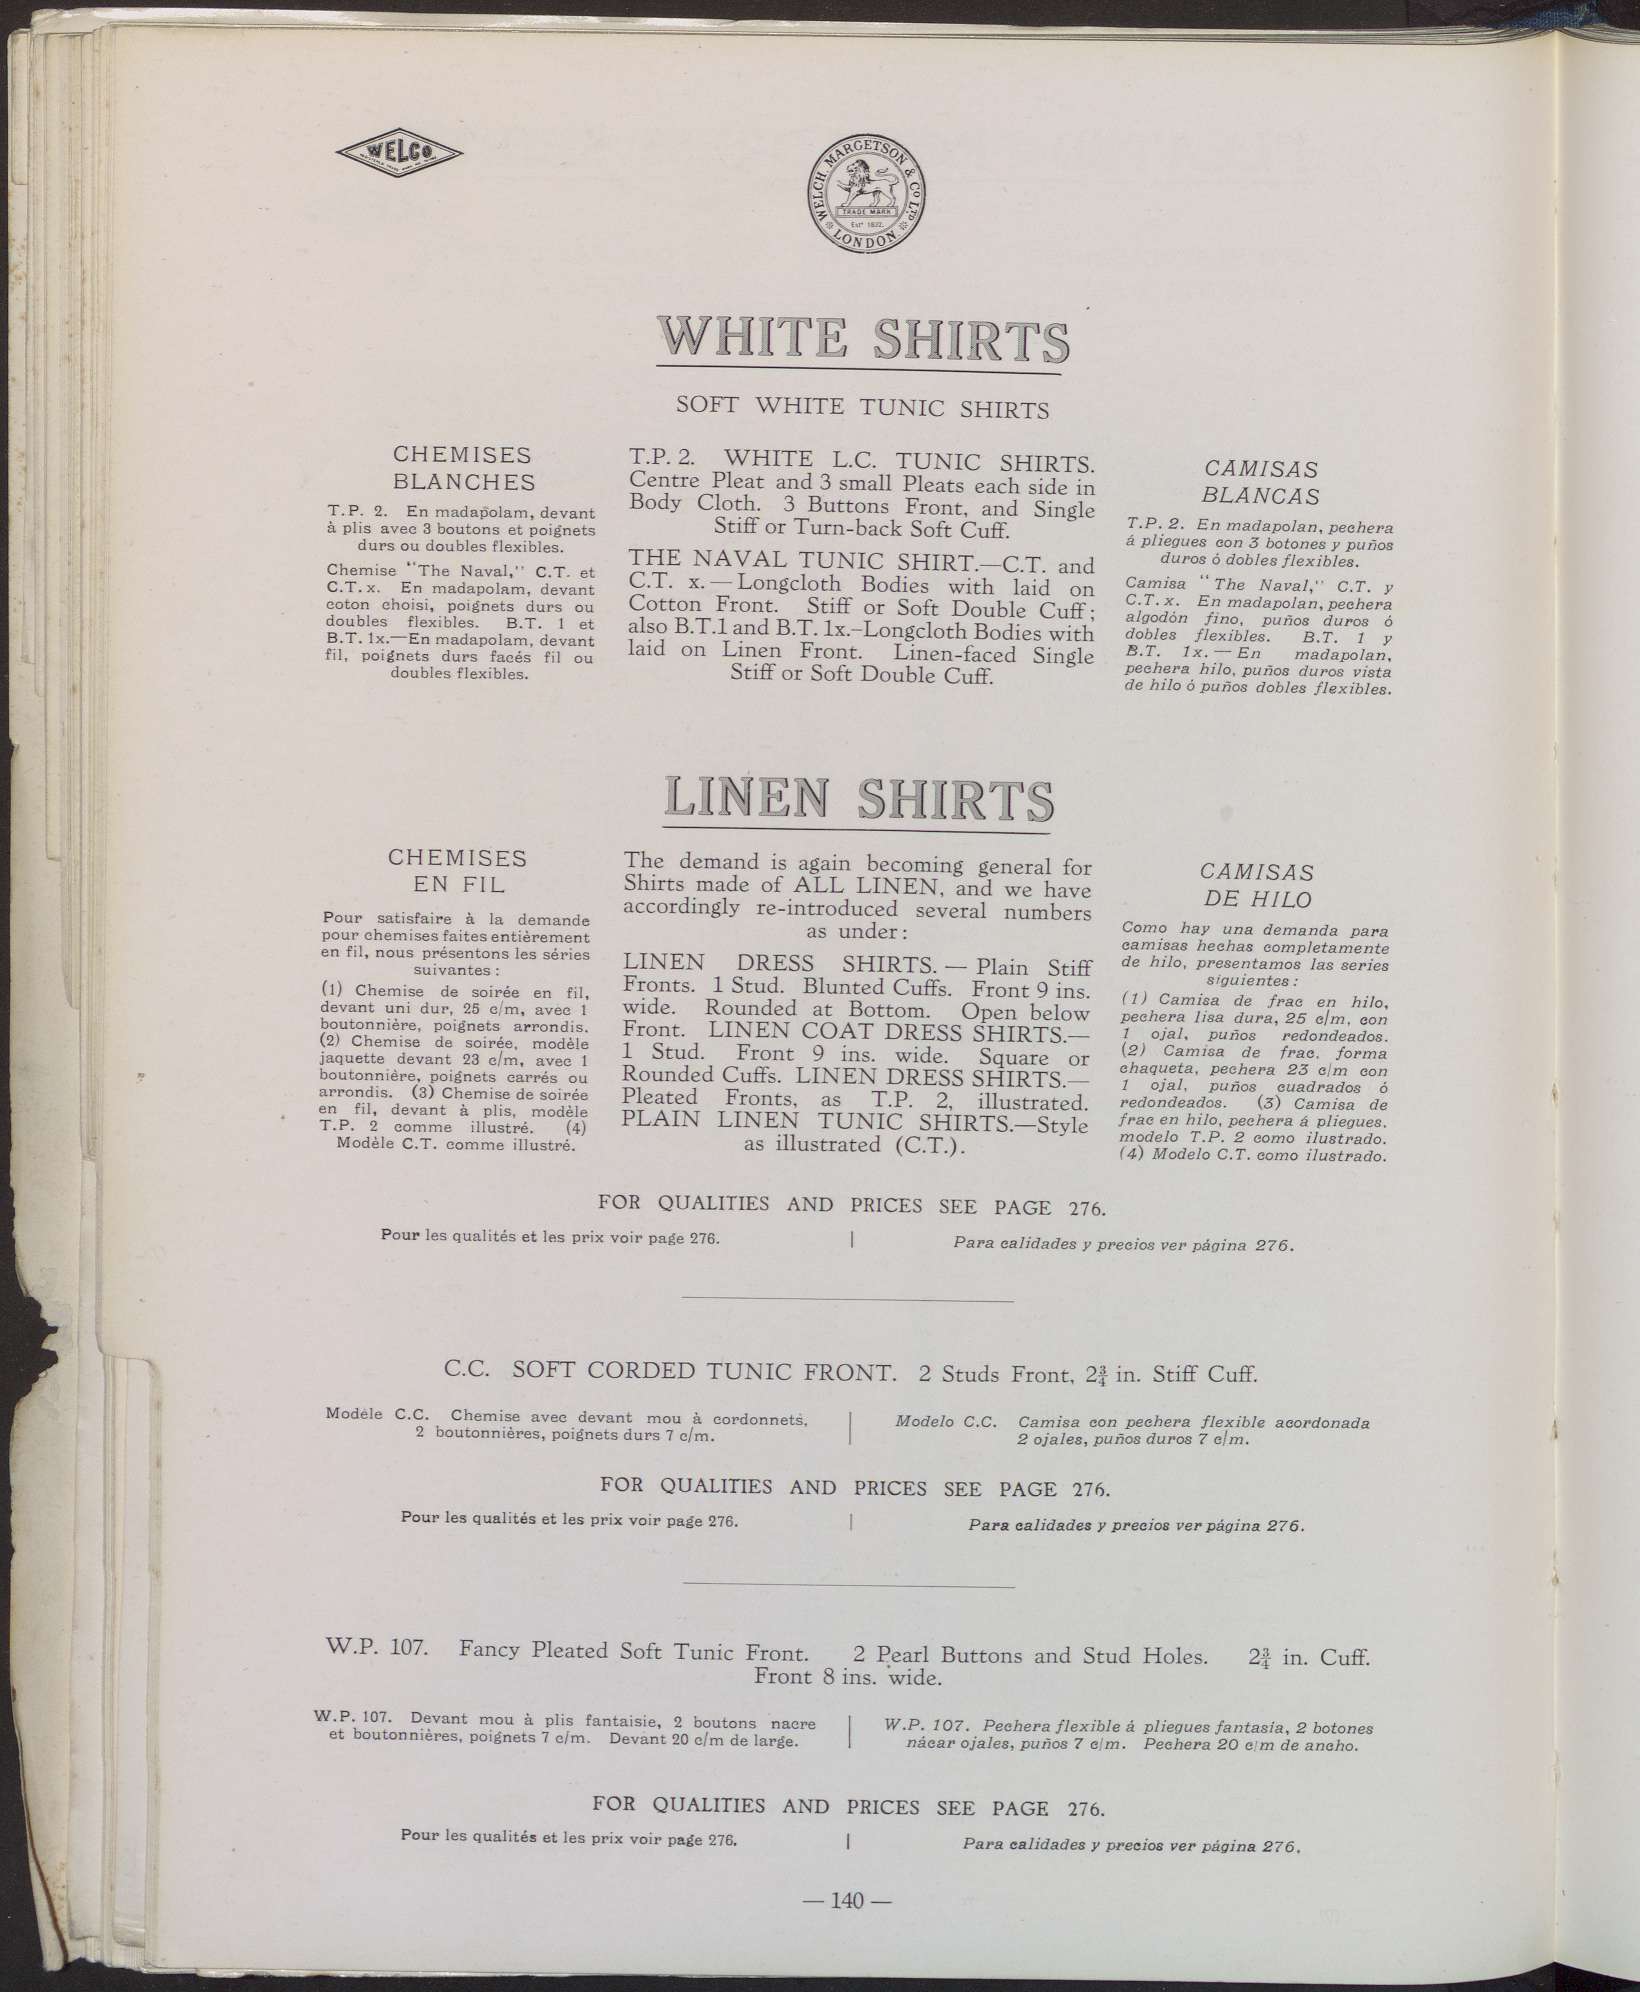 WELCO
WELCH, MARGETSON & CO LTD
TRADE MARK
Estd 1832.
LONDON
WHITE SHIRTS
SOFT WHITE TUNIC SHIRTS
CHEMISES
BLANCHES
T.P. 2. En madapolam, devant
à plis avec 3 boutons et poignets
durs ou doubles flexibles.
Chemise "The Naval," C.T. et
C.T. x. En madapolam, devant
coton choisi, poignets durs ou
doubles flexibles. B.T. 1 et
B.T. 1x.—En madapolam, devant
fil, poignets durs facés fil ou
doubles flexibles.
T.P. 2. WHITE L.C. TUNIC SHIRTS.
Centre Pleat and 3 small Pleats each side in
Body Cloth. 3 Buttons Front, and Single
Stiff or Turn-back Soft Cuff.
THE NAVAL TUNIC SHIRT.—C.T. and
C.T. x. — Longcloth Bodies with laid on
Cotton Front. Stiff or Soft Double Cuff;
also B.T.1 and B.T. 1x.–Longcloth Bodies with
laid on Linen Front. Linen-faced Single
Stiff or Soft Double Cuff.
CAMISAS
BLANCAS
T.P. 2. En madapolan, pechera
á pliegues con 3 botones y puños
duros ó dobles flexibles.
Camisa "The Naval," C.T. y
C.T. x. En madapolan, pechera
algodón fino, puños duros ó
dobles flexibles. B.T. 1 y
B.T. 1x. — En madapolan,
pechera hilo, puños duros vista
de hilo ó puños dobles flexibles.
LINEN SHIRTS
CHEMISES
EN FIL
Pour satisfaire à la demande
pour chemises faites entièrement
en fil, nous présentons les séries
suivantes :
(1) Chemise de soirée en fil,
devant uni dur, 25 c/m, avec 1
boutonnière, poignets arrondis.
(2) Chemise de soirée, modèle
jaquette devant 23 c/m, avec 1
boutonnière, poignets carrés ou
arrondis. (3) Chemise de soirée
en fil, devant à plis, modèle
T.P. 2 comme illustré. (4)
Modèle C.T. comme illustré.
The demand is again becoming general for
Shirts made of ALL LINEN, and we have
accordingly re-introduced several numbers
as under :
LINEN DRESS SHIRTS. — Plain Stiff
Fronts. 1 Stud. Blunted Cuffs. Front 9 ins.
wide. Rounded at Bottom. Open below
Front. LINEN COAT DRESS SHIRTS.—
1 Stud. Front 9 ins. wide. Square or
Rounded Cuffs. LINEN DRESS SHIRTS.—
Pleated Fronts, as T.P. 2, illustrated.
PLAIN LINEN TUNIC SHIRTS.—Style
as illustrated (C.T.).
CAMISAS
DE HILO
Como hay una demanda para
camisas hechas completamente
de hilo, presentamos las series
siguientes :
(1) Camisa de frac en hilo,
pechera lisa dura, 25 c/m, con
1 ojal, puños redondeados.
(2) Camisa de frac, forma
chaqueta, pechera 23 c/m con
1 ojal, puños cuadrados ó
redondeados. (3) Camisa de
frac en hilo, pechera á pliegues,
modelo T.P. 2 como ilustrado.
(4) Modelo C.T. como ilustrado.
FOR QUALITIES AND PRICES SEE PAGE 276.
Pour les qualités et les prix voir page 276.
Para calidades y precios ver página 276.
C.C. SOFT CORDED TUNIC FRONT. 2 Studs Front, 2¾ in. Stiff Cuff.
Modèle C.C. Chemise avec devant mou à cordonnets,
2 boutonnières, poignets durs 7 c/m.
Modelo C.C. Camisa con pechera flexible acordonada
2 ojales, puños duros 7 c/m.
FOR QUALITIES AND PRICES SEE PAGE 276.
Pour les qualités et les prix voir page 276.
Para calidades y precios ver página 276.
W.P. 107. Fancy Pleated Soft Tunic Front. 2 Pearl Buttons and Stud Holes. 2¾ in. Cuff.
Front 8 ins. wide.
W.P. 107. Devant mou à plis fantaisie, 2 boutons nacre
et boutonnières, poignets 7 c/m. Devant 20 c/m de large.
W.P. 107. Pechera flexible á pliegues fantasía, 2 botones
nácar ojales, puños 7 c/m. Pechera 20 c/m de ancho.
FOR QUALITIES AND PRICES SEE PAGE 276.
Pour les qualités et les prix voir page 276.
Para calidades y precios ver página 276.
— 140 —